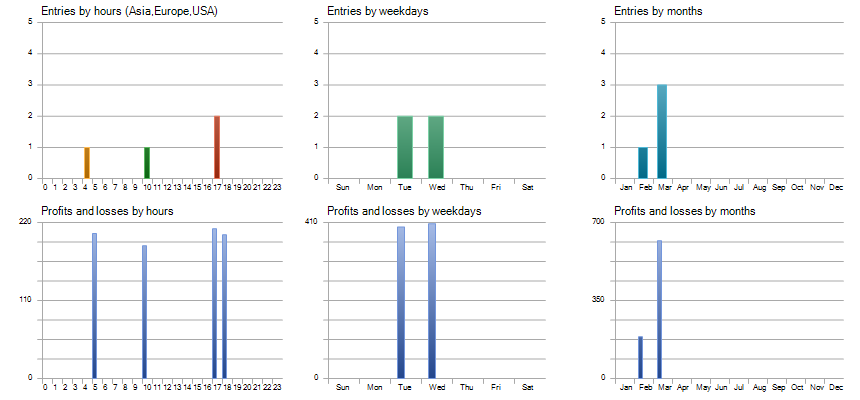 Entries by hours (Asia,Europe,USA)
5
4
3
2
1
0
0 1 2 3 4 5 6 7 8 9 10 11 12 13 14 15 16 17 18 19 20 21 22 23
Entries by weekdays
5
4
3
2
1
0
Sun Mon Tue Wed Thu Fri Sat
Entries by months
5
4
3
2
1
0
Jan Feb Mar Apr May Jun Jul Aug Sep Oct Nov Dec
Profits and losses by hours
220
110
0
0 1 2 3 4 5 6 7 8 9 10 11 12 13 14 15 16 17 18 19 20 21 22 23
Profits and losses by weekdays
410
0
Sun Mon Tue Wed Thu Fri Sat
Profits and losses by months
700
350
0
Jan Feb Mar Apr May Jun Jul Aug Sep Oct Nov Dec